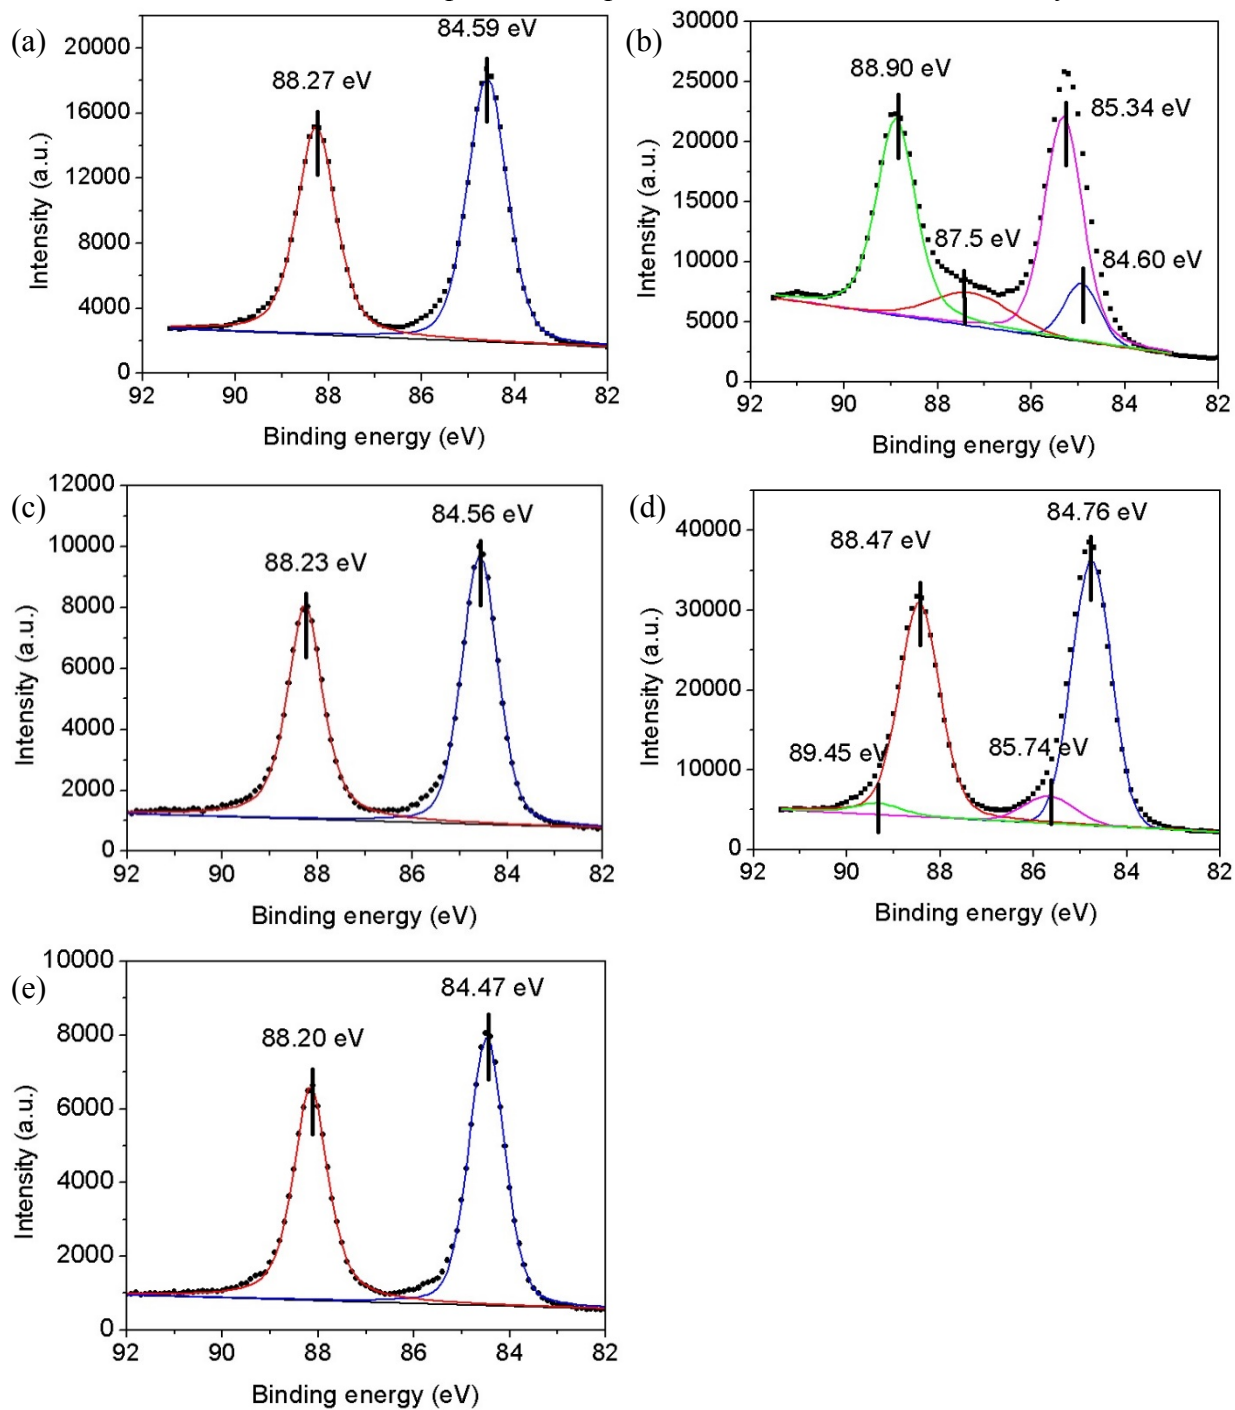 (a)
84.59 eV
88.27 eV
20000
16000
12000
8000
4000
0
Intensity (a.u.)
92 90 88 86 84 82
Binding energy (eV)
(b)
88.90 eV
85.34 eV
87.5 eV
84.60 eV
30000
25000
20000
15000
10000
5000
0
Intensity (a.u.)
92 90 88 86 84 82
Binding energy (eV)
(c)
84.56 eV
88.23 eV
12000
10000
8000
6000
4000
2000
0
Intensity (a.u.)
92 90 88 86 84 82
Binding energy (eV)
(d)
84.76 eV
88.47 eV
89.45 eV
85.74 eV
40000
30000
20000
10000
0
Intensity (a.u.)
92 90 88 86 84 82
Binding energy (eV)
(e)
84.47 eV
88.20 eV
10000
8000
6000
4000
2000
0
Intensity (a.u.)
92 90 88 86 84 82
Binding energy (eV)